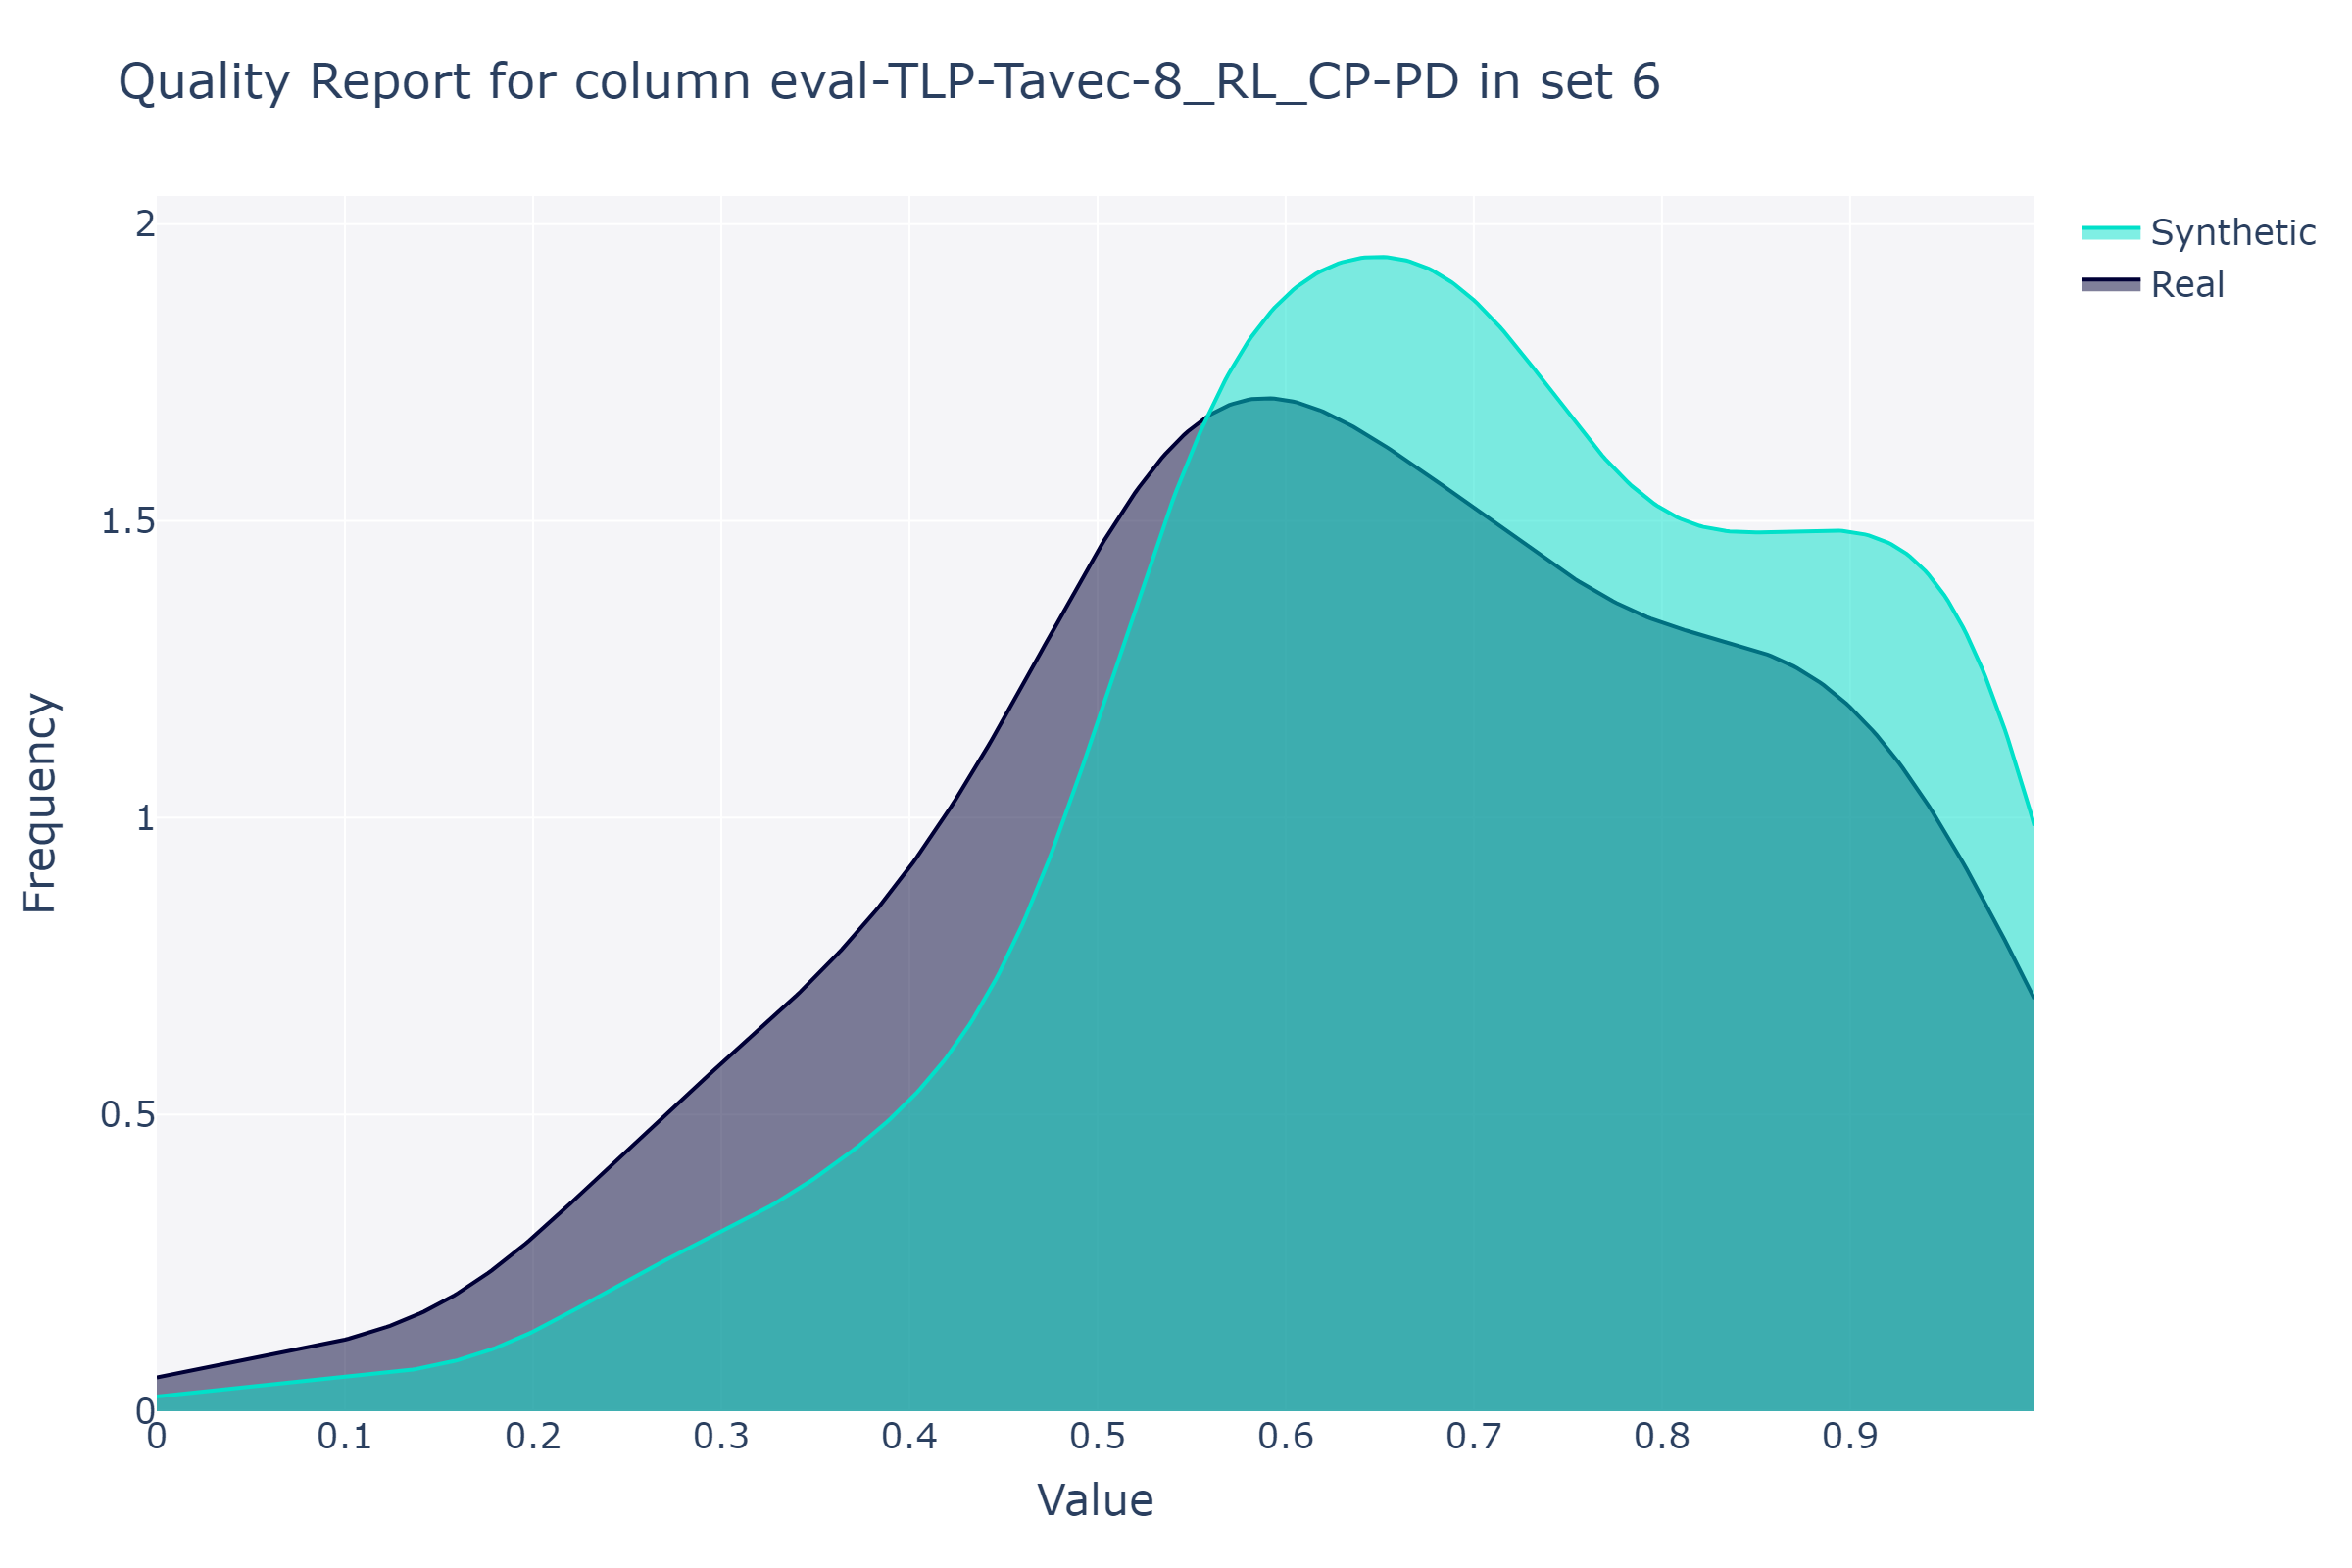 Quality Report for column eval-TLP-Tavec-8_RL_CP-PD in set 6
Synthetic
Real
2
1.5
1
0.5
0
Frequency
0 0.1 0.2 0.3 0.4 0.5 0.6 0.7 0.8 0.9
Value